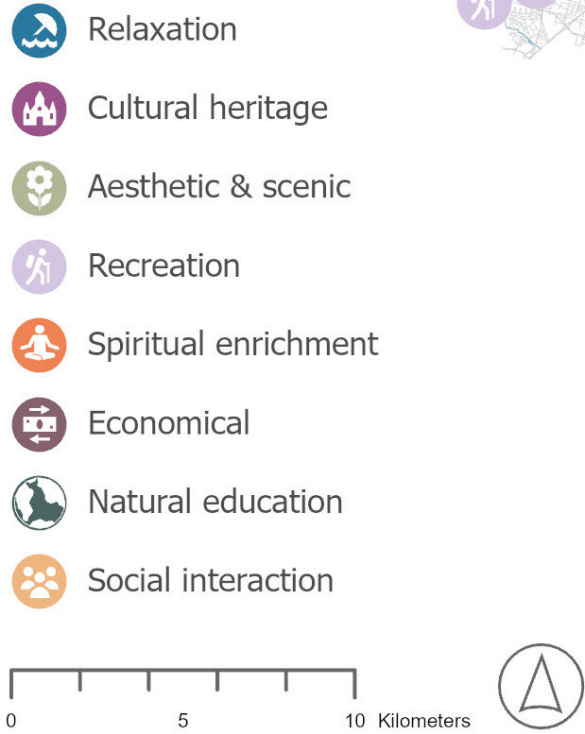 Relaxation
Cultural heritage
Aesthetic & scenic
Recreation
Spiritual enrichment
Economical
Natural education
Social interaction
0 5 10 Kilometers